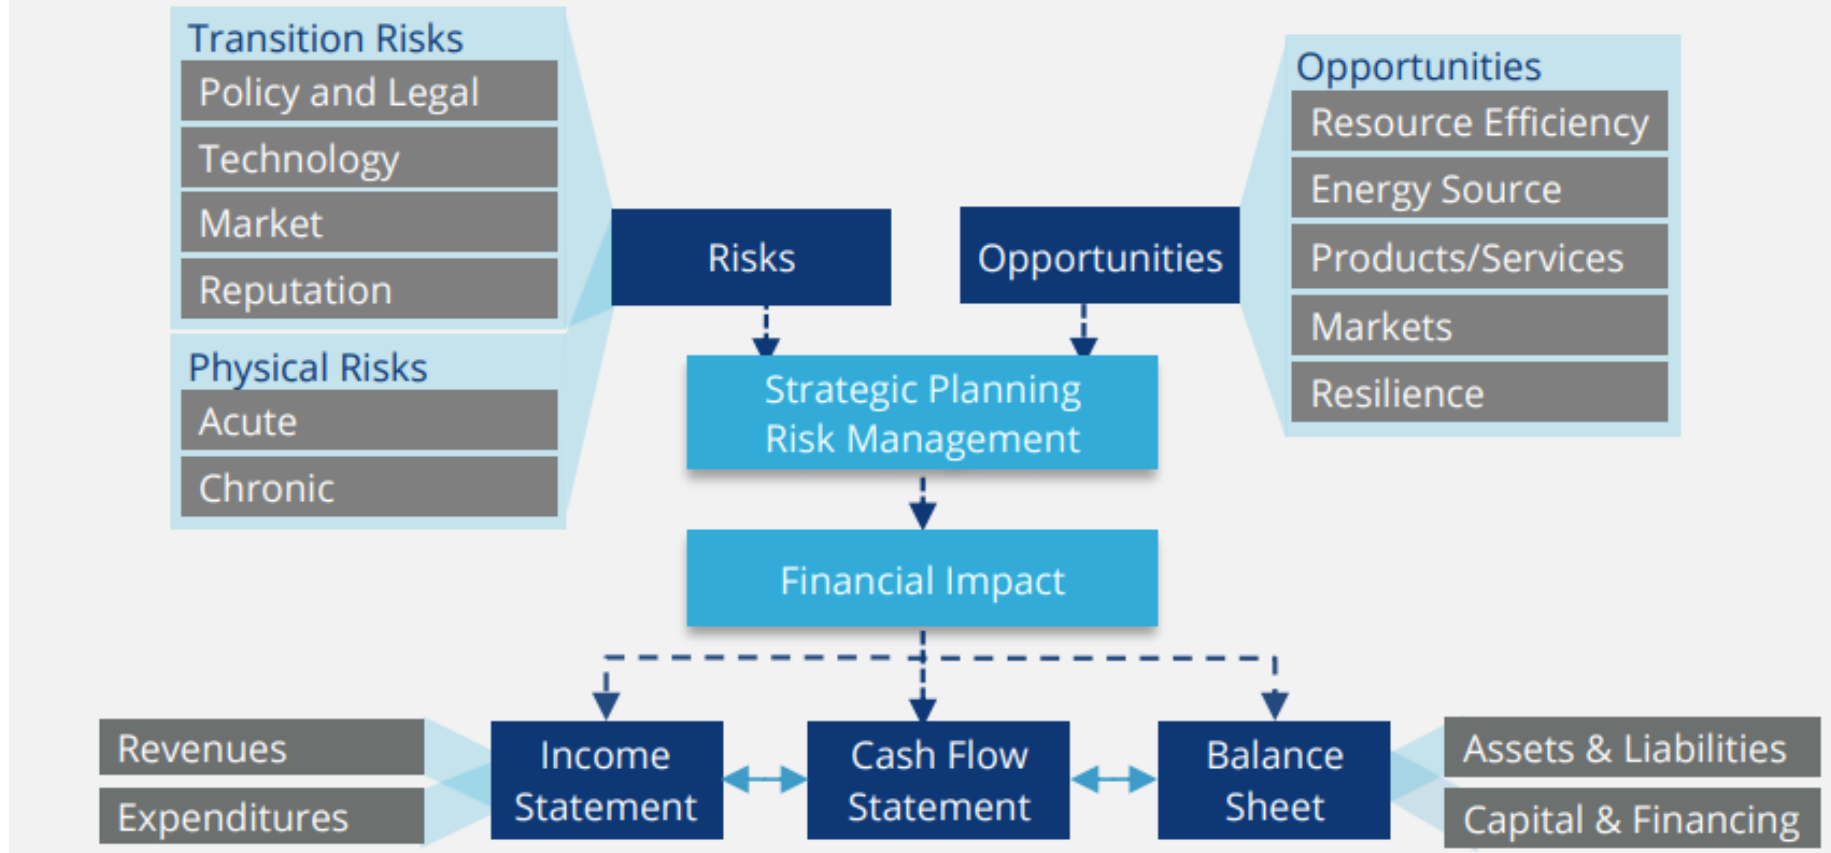 Transition Risks
Policy and Legal
Technology
Market
Reputation
Physical Risks
Acute
Chronic
Risks
Opportunities
Opportunities
Resource Efficiency
Energy Source
Products/Services
Markets
Resilience
Strategic Planning
Risk Management
Financial Impact
Revenues
Expenditures
Income
Statement
Cash Flow
Statement
Balance
Sheet
Assets & Liabilities
Capital & Financing